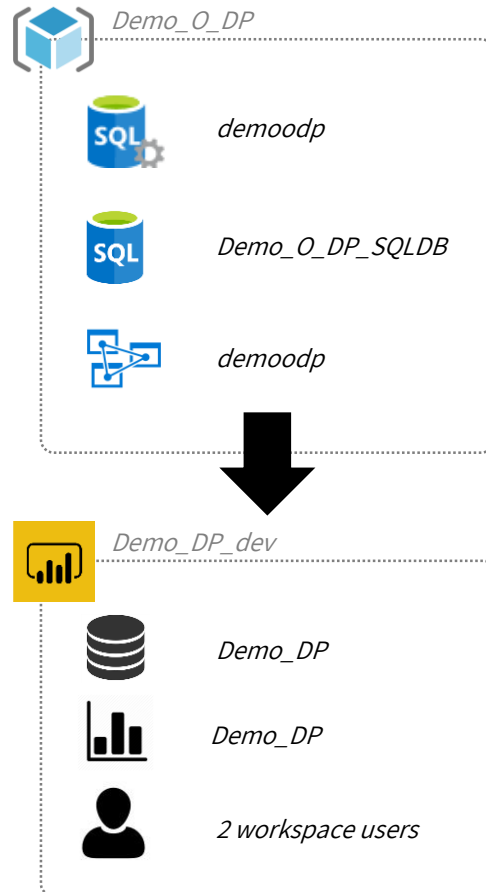 Demo_O_DP
SQL
demoodp
SQL
Demo_O_DP_SQLDB
demoodp
Demo_DP_dev
Demo_DP
Demo_DP
2 workspace users